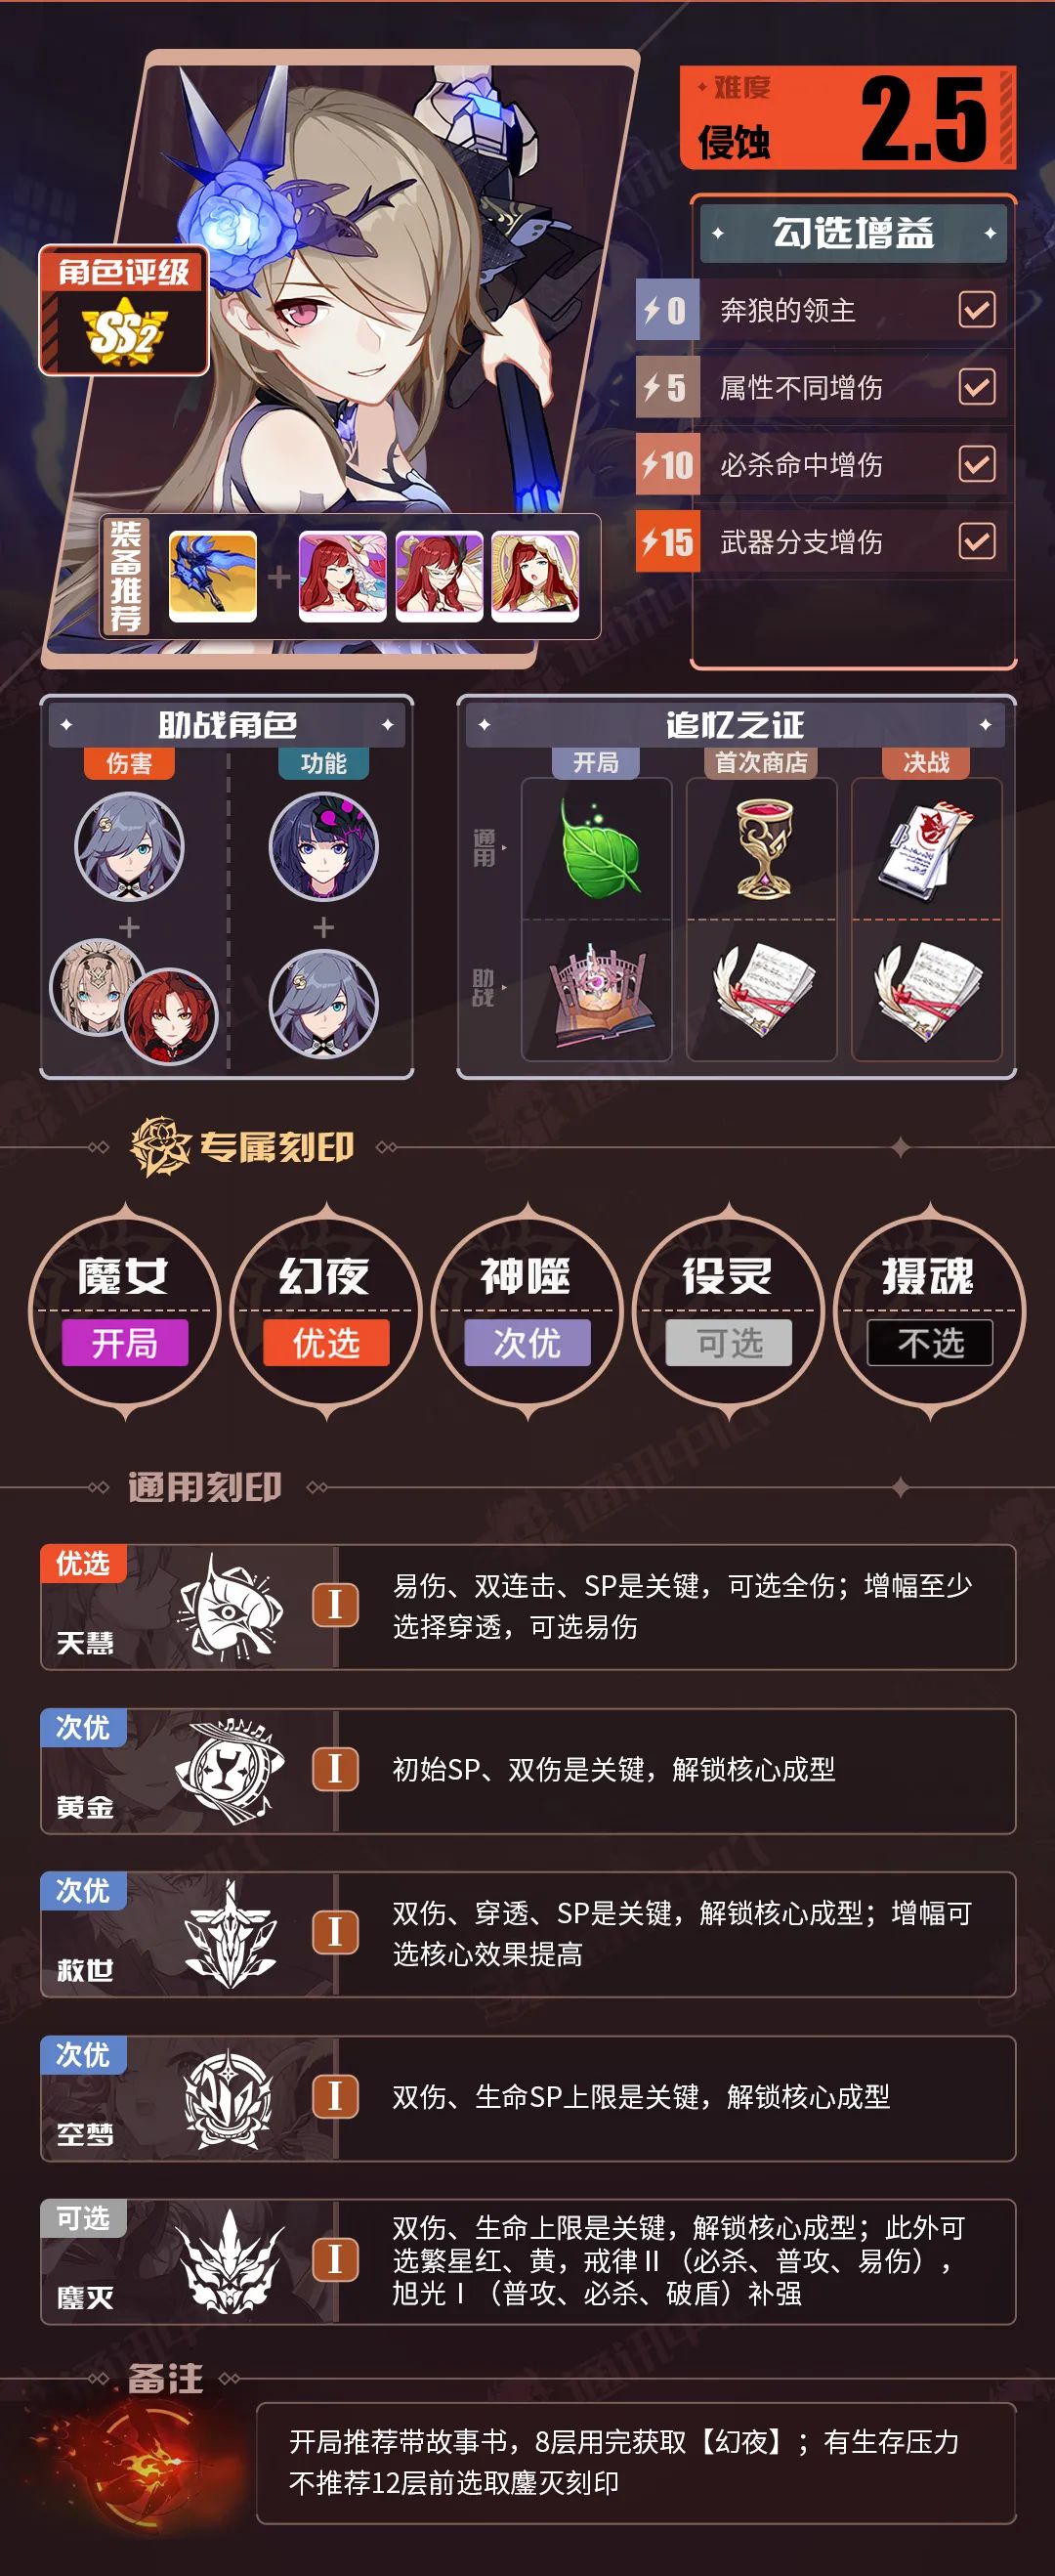 难度
侵蚀
2.5
勾选增益
0
奔狼的领主
5
属性不同增伤
10
必杀命中增伤
15
武器分支增伤
角色评级
SS2
装备推荐
助战角色
伤害
功能
追忆之证
开局
首次商店
决战
通用
助战
专属刻印
魔女
开局
幻夜
优选
神噬
次优
役灵
可选
摄魂
不选
通用刻印
优选
天慧
I
易伤、双连击、SP是关键，可选全伤；增幅至少
选择穿透，可选易伤
次优
黄金
I
初始SP、双伤是关键，解锁核心成型
次优
救世
I
双伤、穿透、SP是关键，解锁核心成型；增幅可
选核心效果提高
次优
空梦
I
双伤、生命SP上限是关键，解锁核心成型
可选
鏖灭
I
双伤、生命上限是关键，解锁核心成型；此外可
选繁星红、黄，戒律Ⅱ（必杀、普攻、易伤），
旭光Ⅰ（普攻、必杀、破盾）补强
备注
开局推荐带故事书，8层用完获取【幻夜】；有生存压力
不推荐12层前选取鏖灭刻印